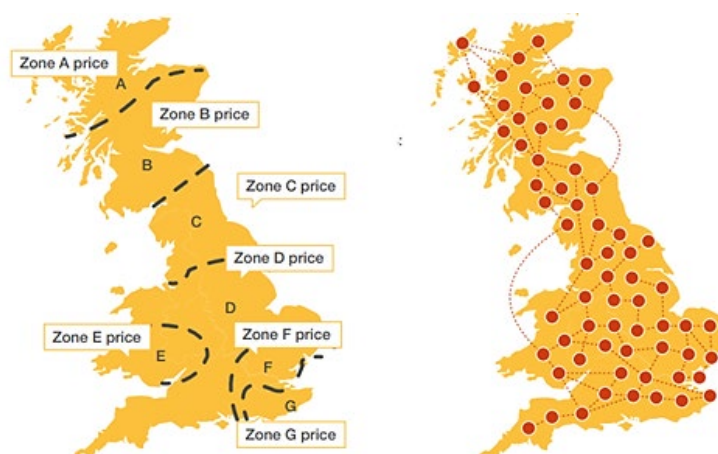 Zone A price
A
Zone B price
B
Zone C price
C
Zone D price
D
Zone E price
E
Zone F price
F
G
Zone G price
: